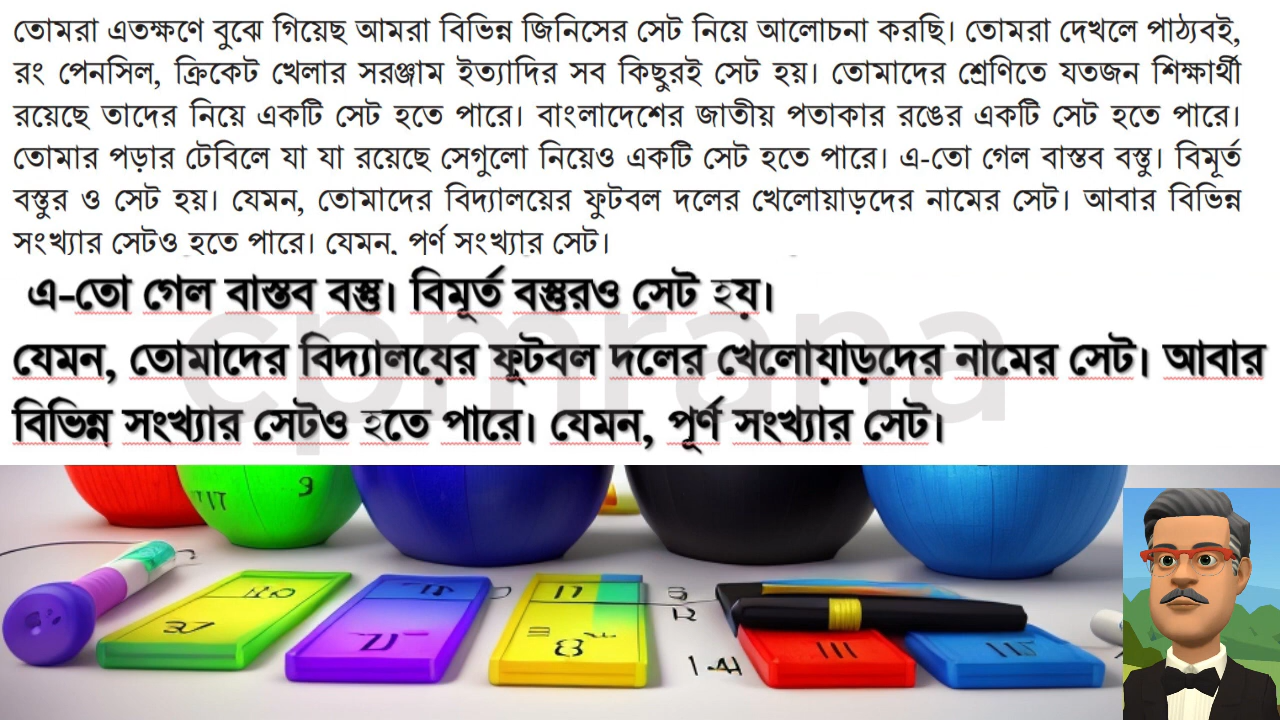 তোমরা এতক্ষণে বুঝে গিয়েছ আমরা বিভিন্ন জিনিসের সেট নিয়ে আলোচনা করছি। তোমরা দেখলে পাঠ্যবই,
রং পেনসিল, ক্রিকেট খেলার সরঞ্জাম ইত্যাদির সব কিছুরই সেট হয়। তোমাদের শ্রেণিতে যতজন শিক্ষার্থী
রয়েছে তাদের নিয়ে একটি সেট হতে পারে। বাংলাদেশের জাতীয় পতাকার রঙের একটি সেট হতে পারে।
তোমার পড়ার টেবিলে যা যা রয়েছে সেগুলো নিয়েও একটি সেট হতে পারে। এ-তো গেল বাস্তব বস্তু। বিমূর্ত
বস্তুর ও সেট হয়। যেমন, তোমাদের বিদ্যালয়ের ফুটবল দলের খেলোয়াড়দের নামের সেট। আবার বিভিন্ন
সংখ্যার সেটও হতে পারে। যেমন, পর্ণ সংখ্যার সেট।
এ-তো গেল বাস্তব বস্তু। বিমূর্ত বস্তুরও সেট হয়।
যেমন, তোমাদের বিদ্যালয়ের ফুটবল দলের খেলোয়াড়দের নামের সেট। আবার
বিভিন্ন সংখ্যার সেটও হতে পারে। যেমন, পূর্ণ সংখ্যার সেট।
cpmrana